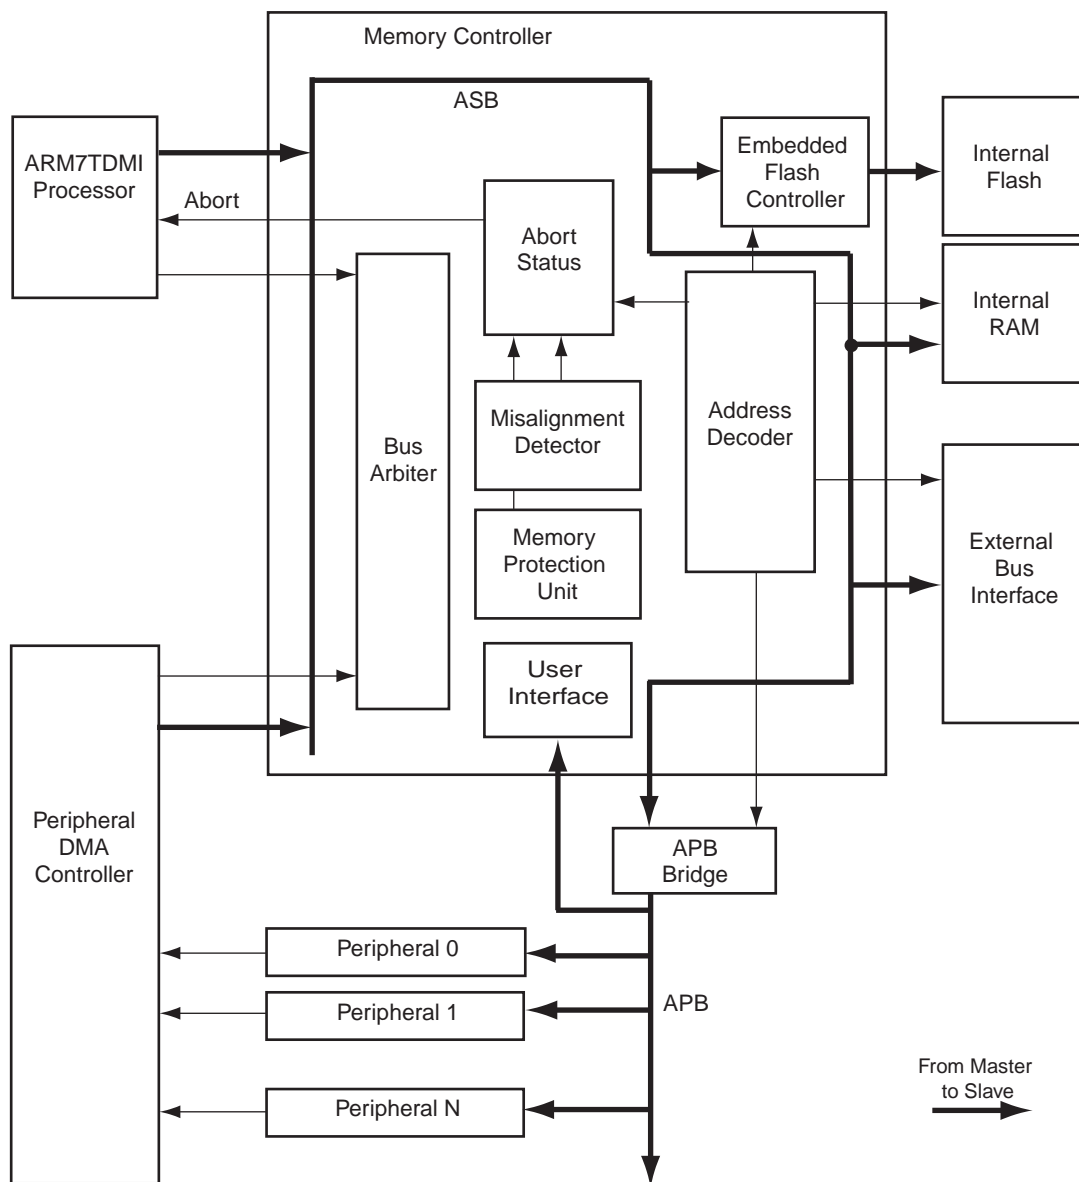 Memory Controller
ASB
ARM7TDMI
Processor
Abort
Embedded
Flash
Controller
Internal
Flash
Abort
Status
Internal
RAM
Misalignment
Detector
Address
Decoder
Bus
Arbiter
Memory
Protection
Unit
External
Bus
Interface
User
Interface
Peripheral
DMA
Controller
APB
Bridge
Peripheral 0
Peripheral 1
APB
Peripheral N
From Master
to Slave